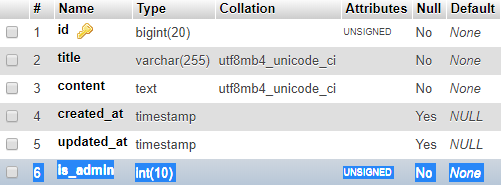 # Name Type Collation Attributes Null Default
1 id bigint(20) UNSIGNED No None
2 title varchar(255) utf8mb4_unicode_ci No None
3 content text utf8mb4_unicode_ci No None
4 created_at timestamp Yes NULL
5 updated_at timestamp Yes NULL
6 is_admin int(10) UNSIGNED No None